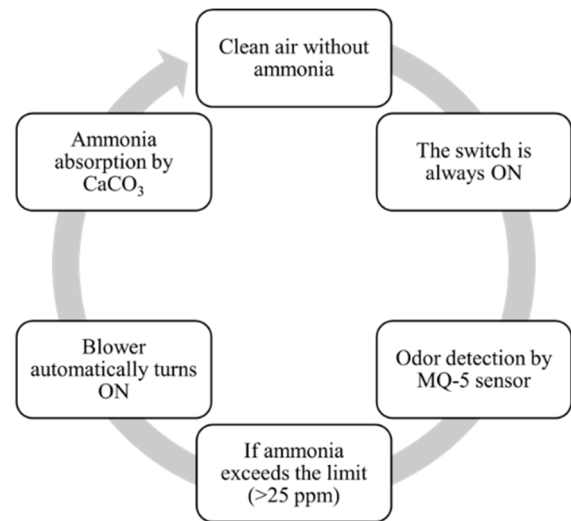 Clean air without
ammonia
The switch is
always ON
Odor detection by
MQ-5 sensor
If ammonia
exceeds the limit
(>25 ppm)
Blower
automatically turns
ON
Ammonia
absorption by
CaCO₃